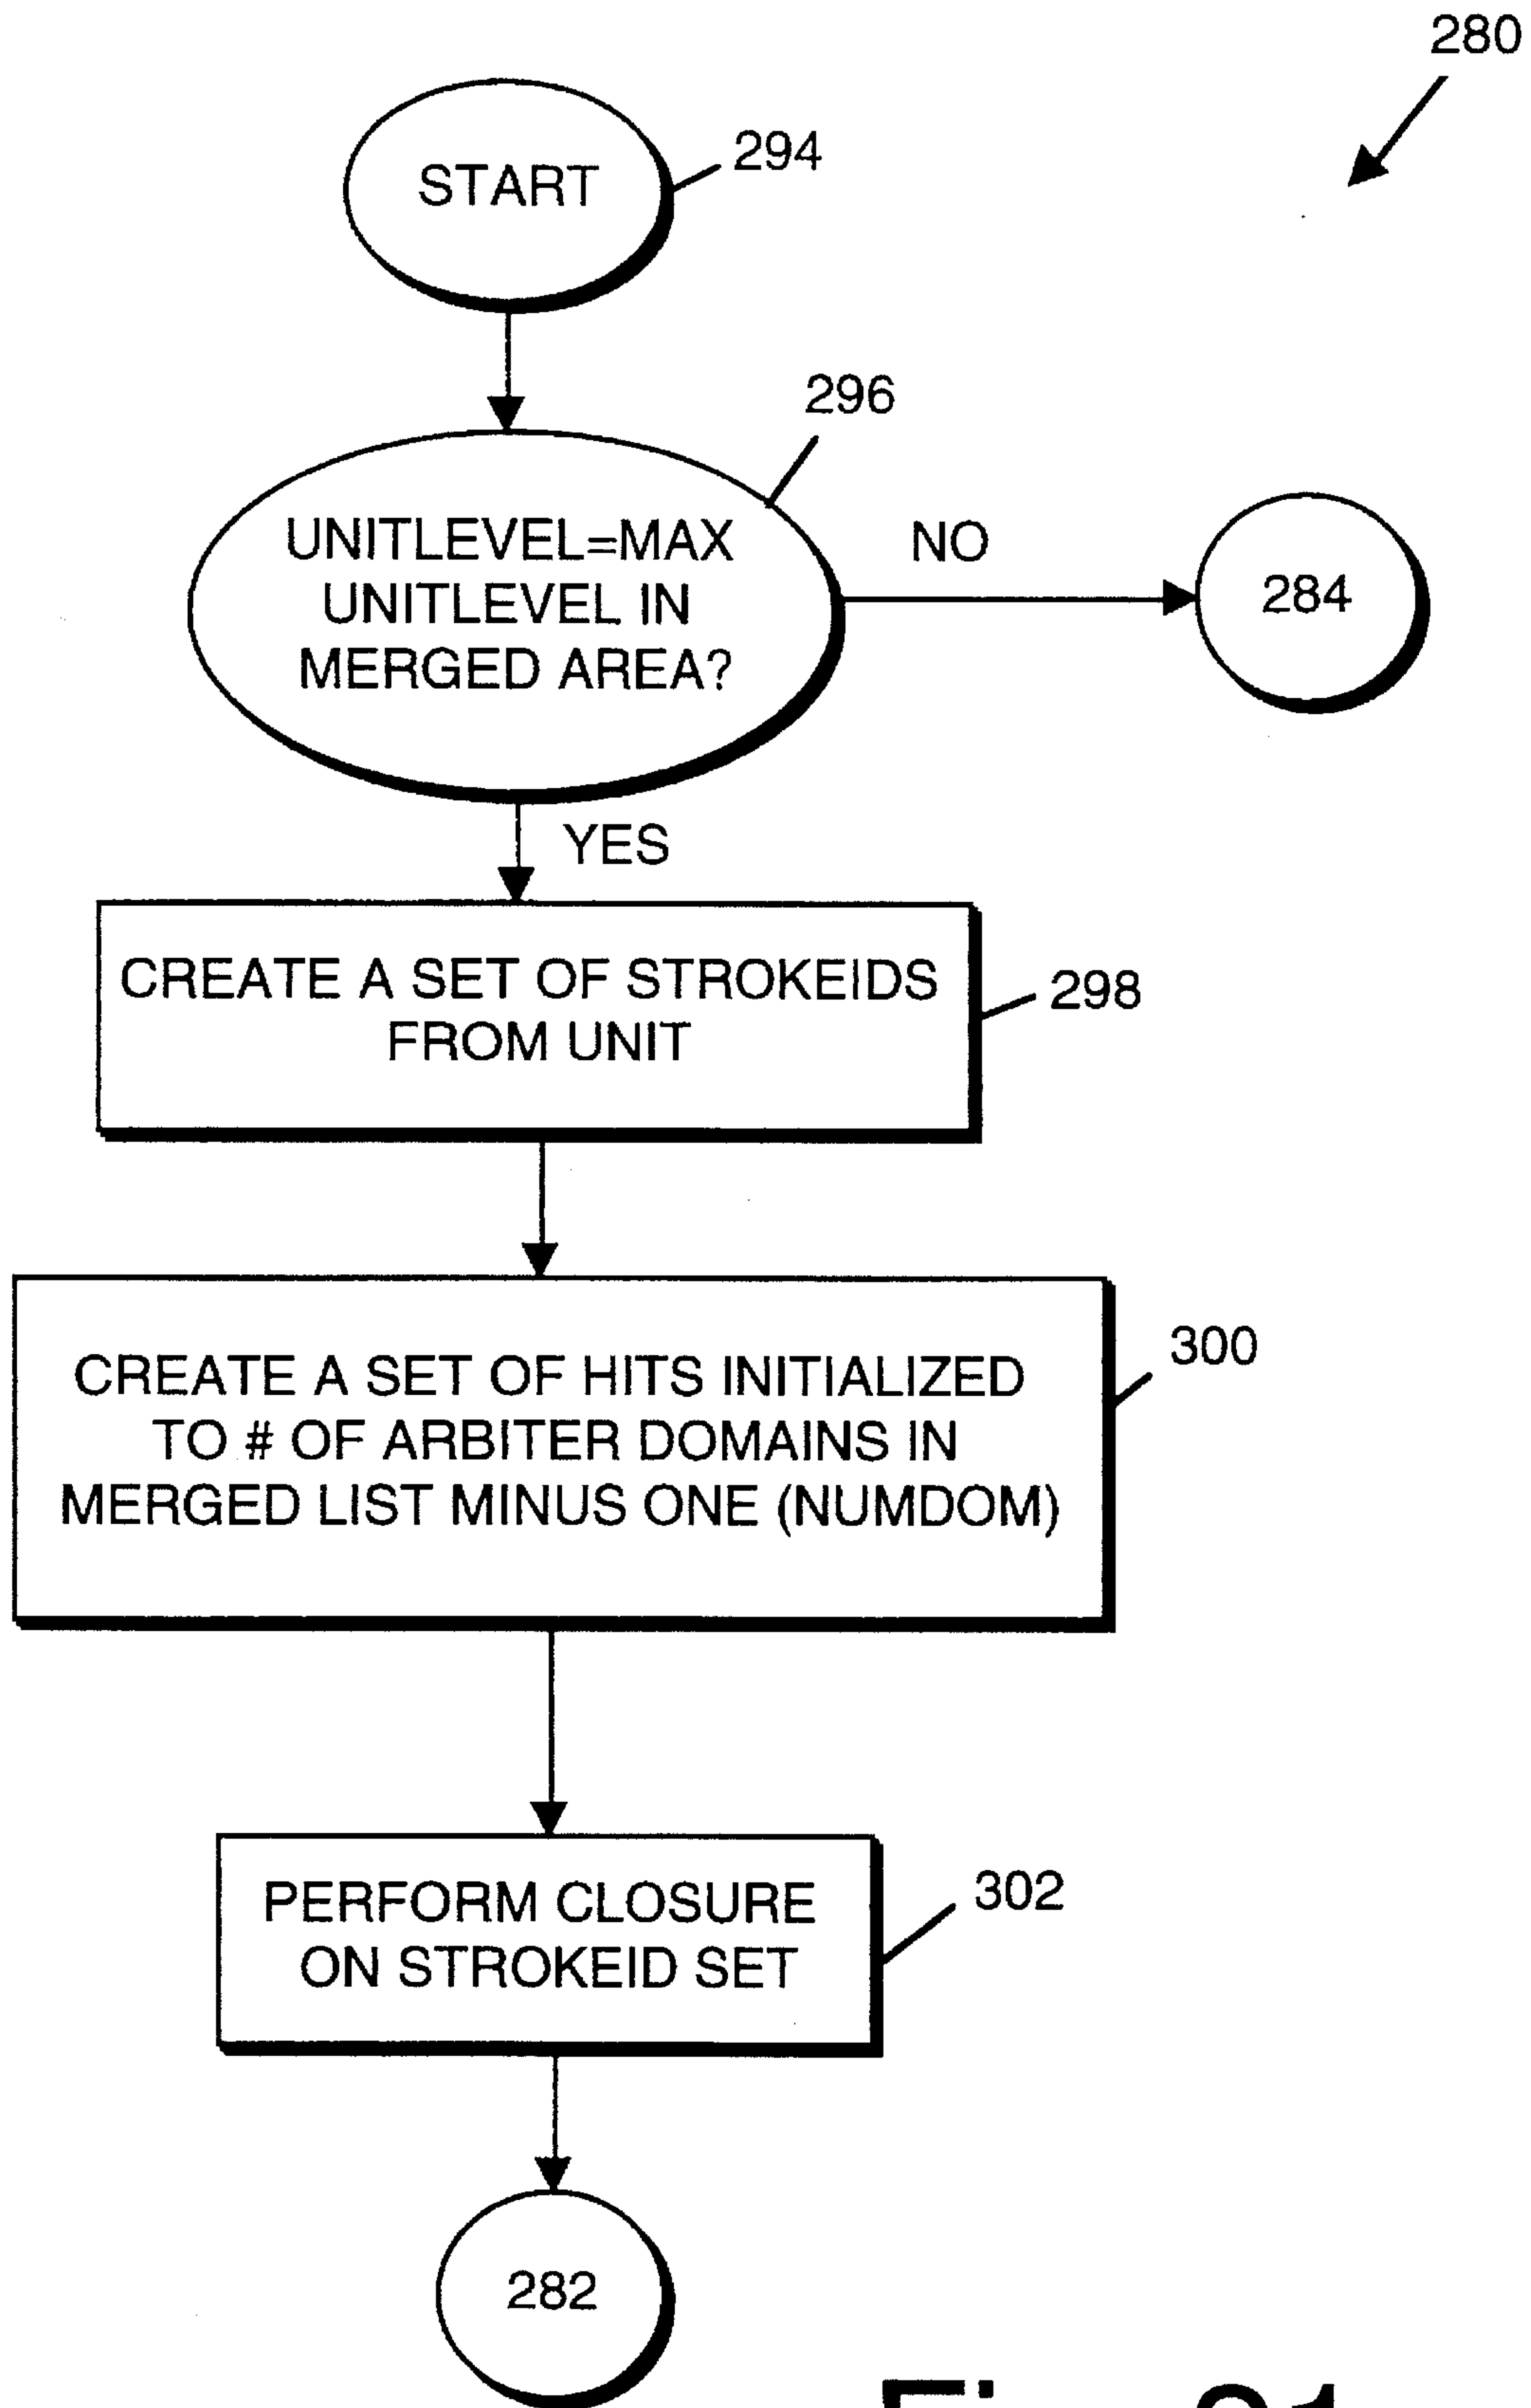 280
START
294
296
UNITLEVEL=MAX
UNITLEVEL IN
MERGED AREA?
NO
284
YES
CREATE A SET OF STROKEIDS
FROM UNIT
298
CREATE A SET OF HITS INITIALIZED
TO # OF ARBITER DOMAINS IN
MERGED LIST MINUS ONE (NUMDOM)
300
PERFORM CLOSURE
ON STROKEID SET
302
282